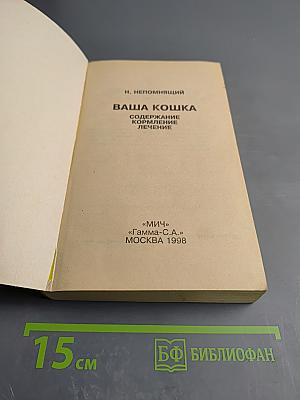 Н. НЕПОМНЯЩИЙ
ВАША КОШКА
СОДЕРЖАНИЕ
КОРМЛЕНИЕ
ЛЕЧЕНИЕ
«МИЧ»
«Гамма-С.А.»
МОСКВА 1998
15 см
БФ БИБЛИОФАН